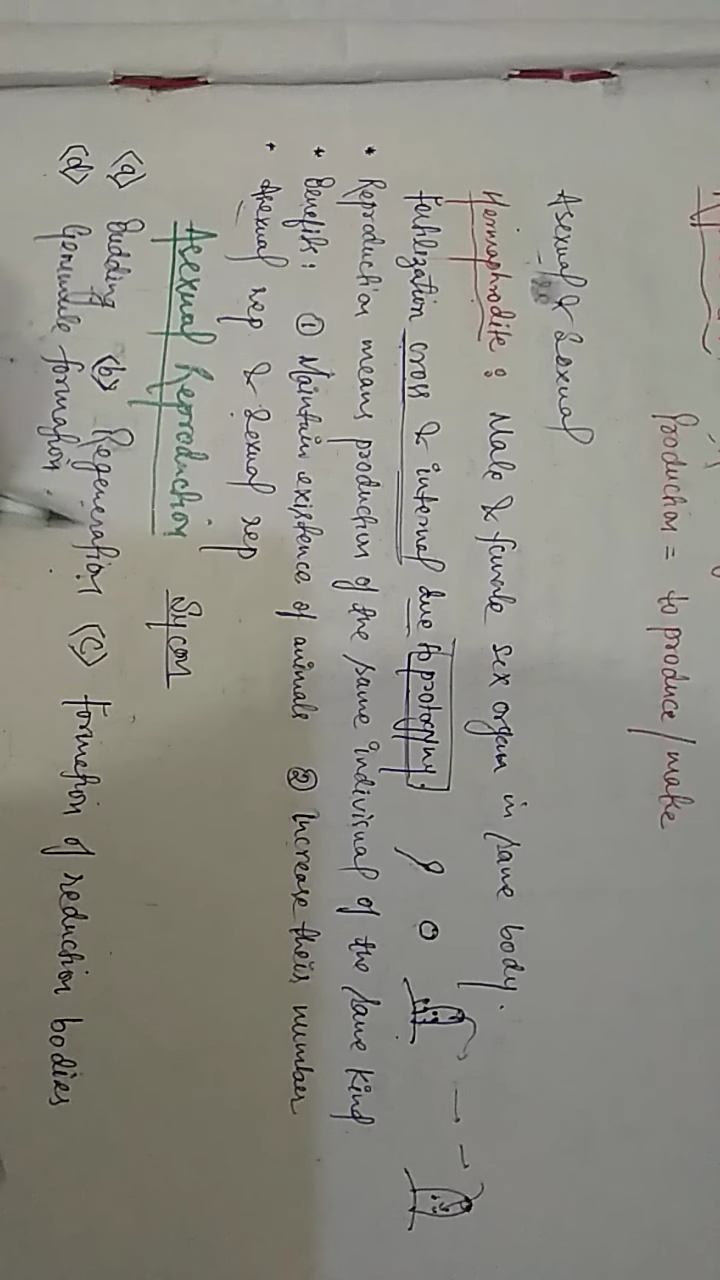 Production = to produce/make
Asexual & Sexual
Hermaphrodite : Male & female sex organ in same body.
fertilization cross & internal due to protogyny.
* Reproduction means production of the same indivisual of the same kind
* Benefits : ① Maintain existence of animals ② increase their number
* Asexual rep & Sexual rep
Asexual Reproduction Sycon
(a) Budding (b) Regeneration (c) formation of reduction bodies
(d) Gemmule formation.